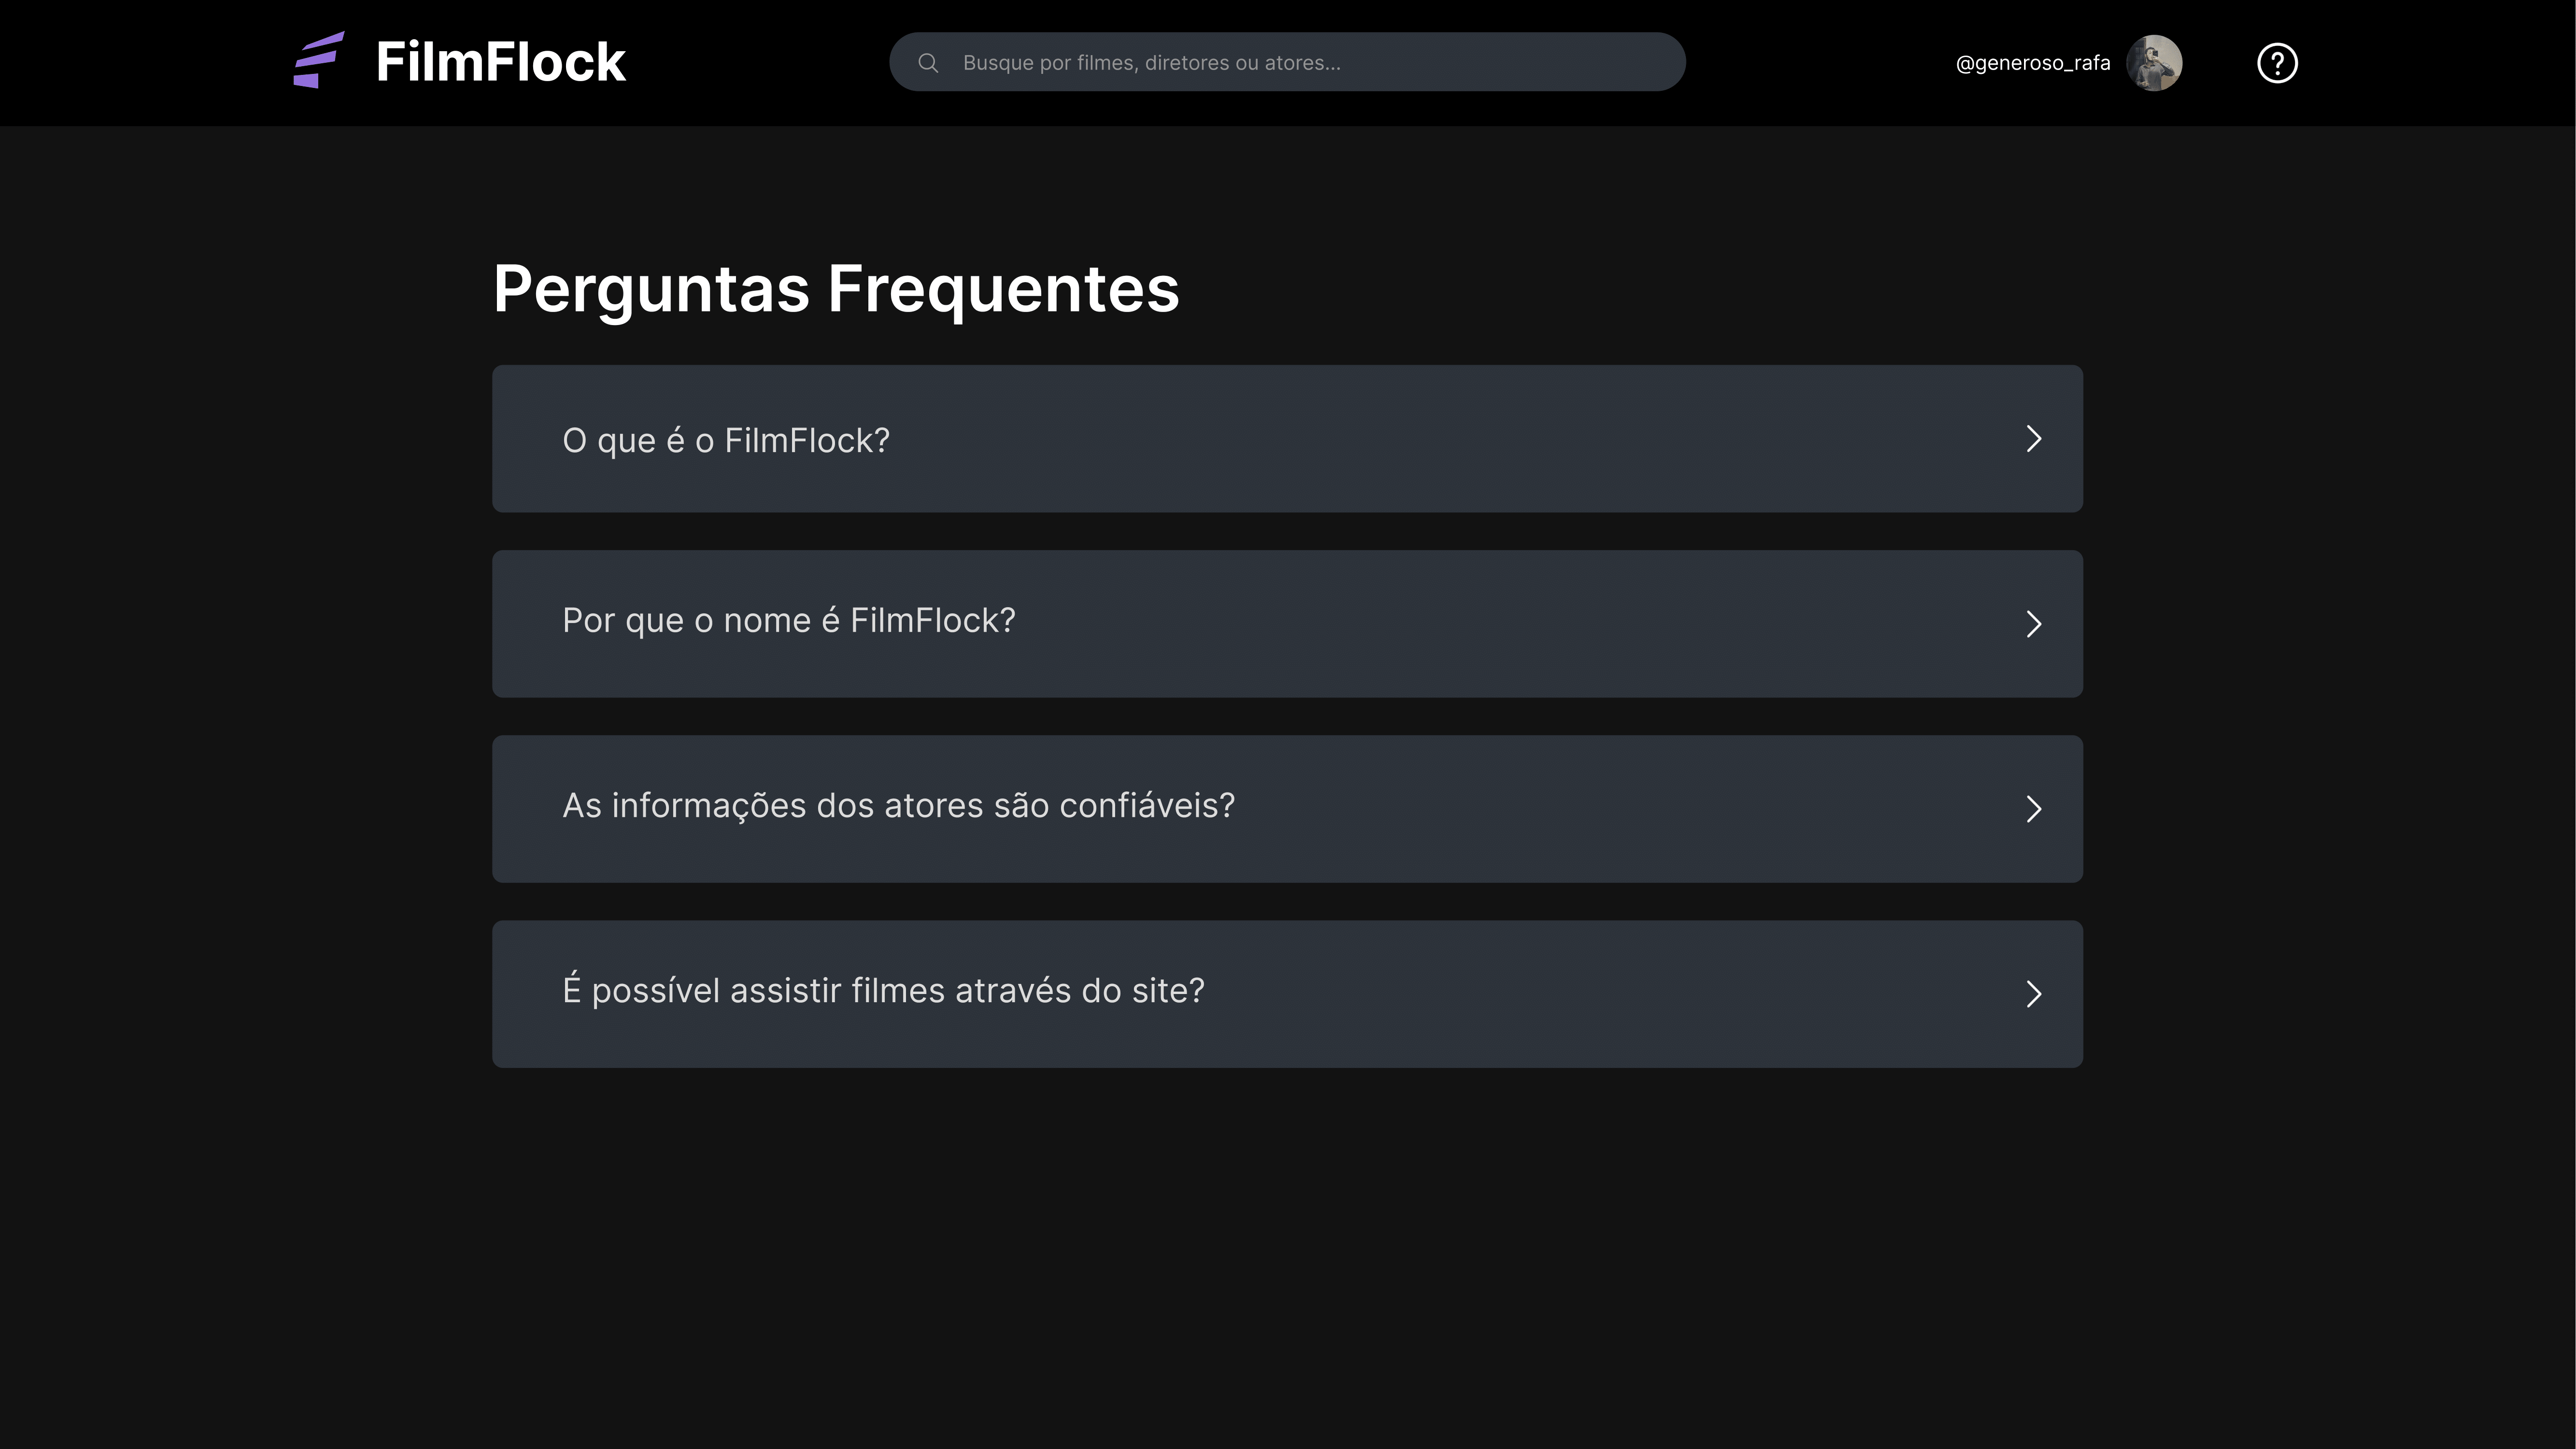 FilmFlock
Busque por filmes, diretores ou atores...
@generoso_rafa
Perguntas Frequentes
O que é o FilmFlock?
Por que o nome é FilmFlock?
As informações dos atores são confiáveis?
É possível assistir filmes através do site?